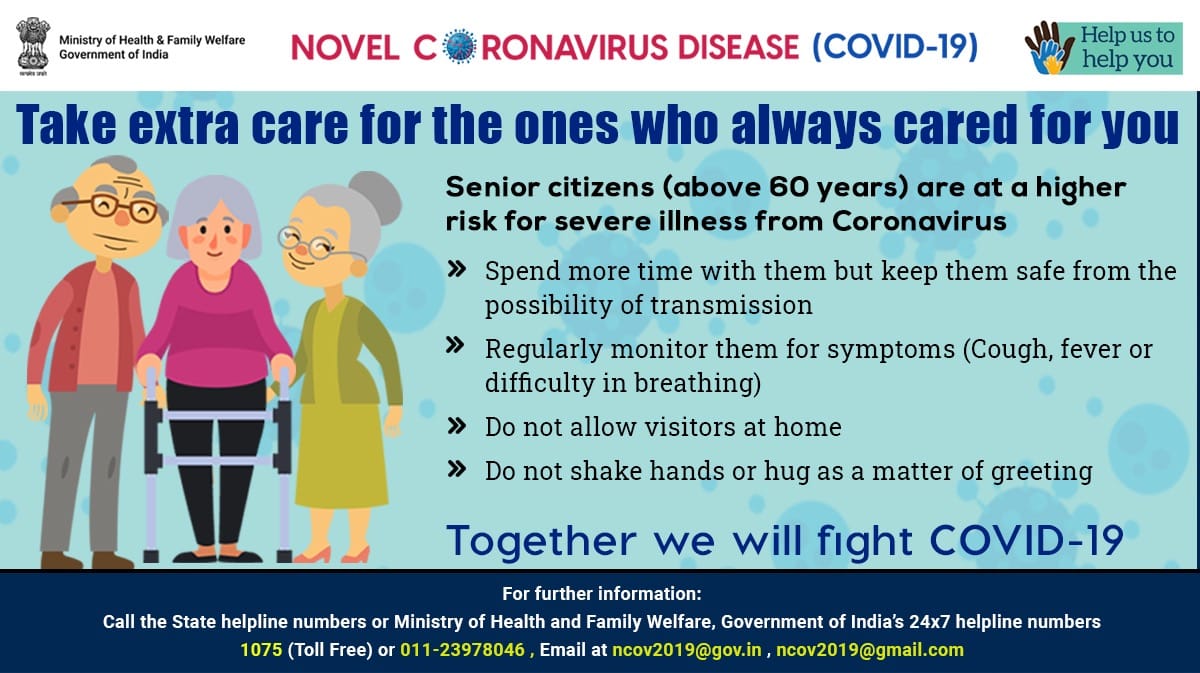 Ministry of Health & Family Welfare
Government of India
NOVEL CORONAVIRUS DISEASE (COVID-19)
Help us to
help you
Take extra care for the ones who always cared for you
Senior citizens (above 60 years) are at a higher
risk for severe illness from Coronavirus
» Spend more time with them but keep them safe from the
possibility of transmission
» Regularly monitor them for symptoms (Cough, fever or
difficulty in breathing)
» Do not allow visitors at home
» Do not shake hands or hug as a matter of greeting
Together we will fight COVID-19
For further information:
Call the State helpline numbers or Ministry of Health and Family Welfare, Government of India’s 24x7 helpline numbers
1075 (Toll Free) or 011-23978046 , Email at ncov2019@gov.in , ncov2019@gmail.com